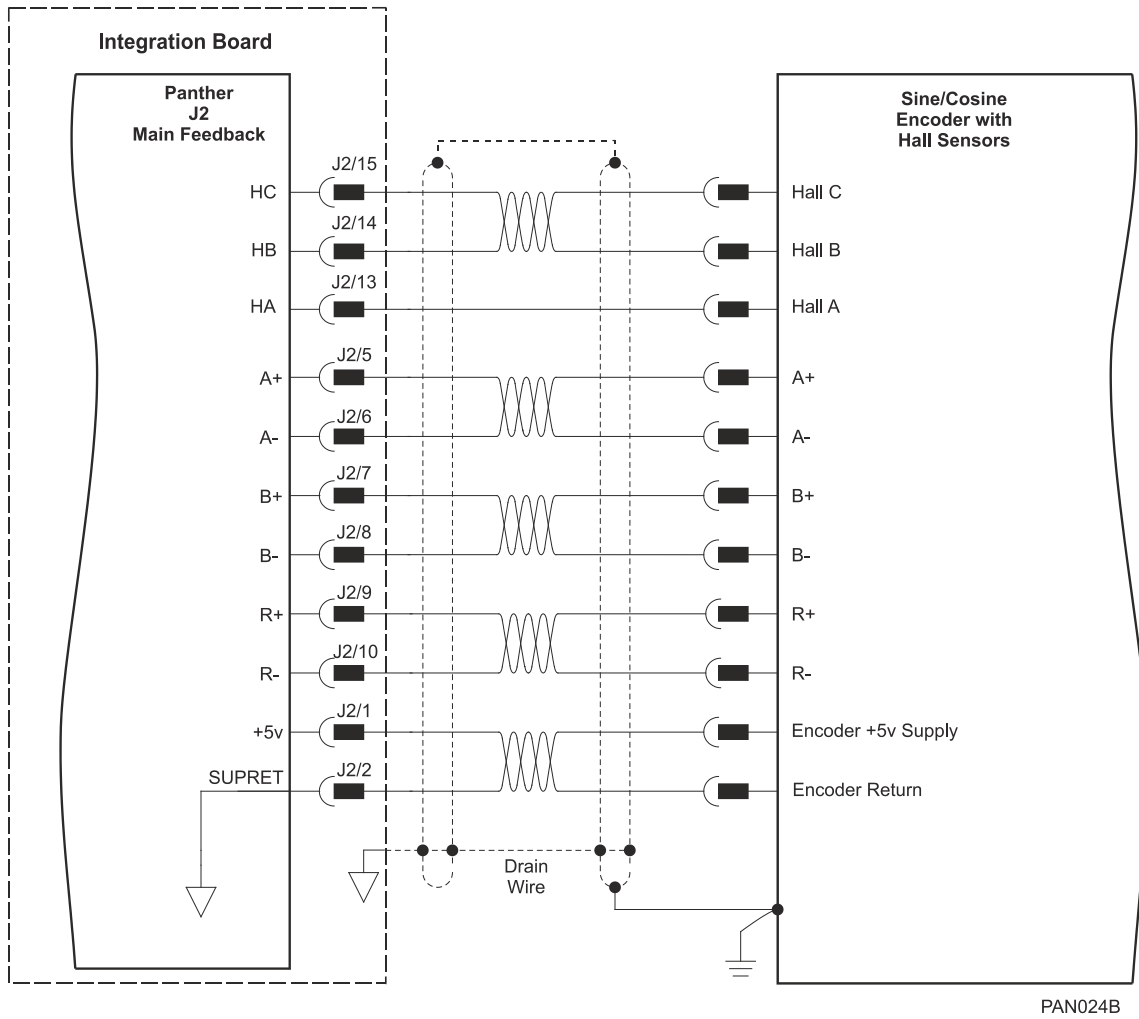 Integration Board
Panther
J2
Main Feedback
Sine/Cosine
Encoder with
Hall Sensors
HC J2/15 Hall C
HB J2/14 Hall B
HA J2/13 Hall A
A+ J2/5 A+
A- J2/6 A-
B+ J2/7 B+
B- J2/8 B-
R+ J2/9 R+
R- J2/10 R-
+5v J2/1 Encoder +5v Supply
SUPRET J2/2 Encoder Return
Drain
Wire
PAN024B